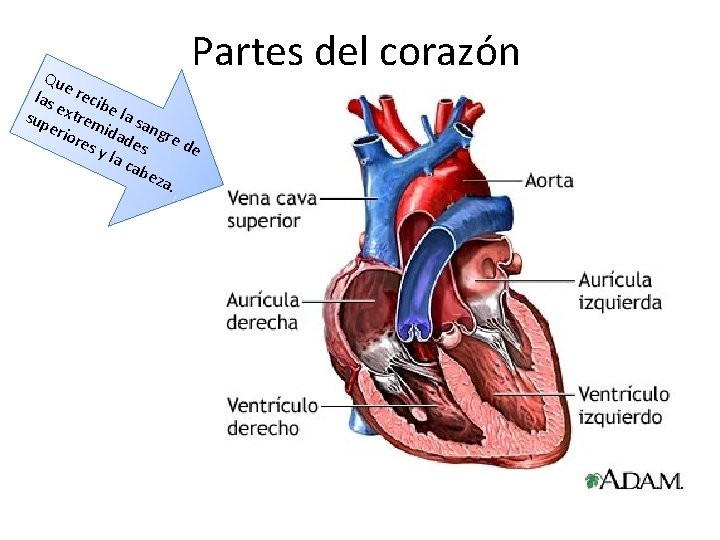 Partes del corazón
Que recibe la sangre de
las extremidades
superiores y la cabeza.
Vena cava
superior
Aorta
Aurícula
derecha
Aurícula
izquierda
Ventrículo
derecho
Ventrículo
izquierdo
A.D.A.M.